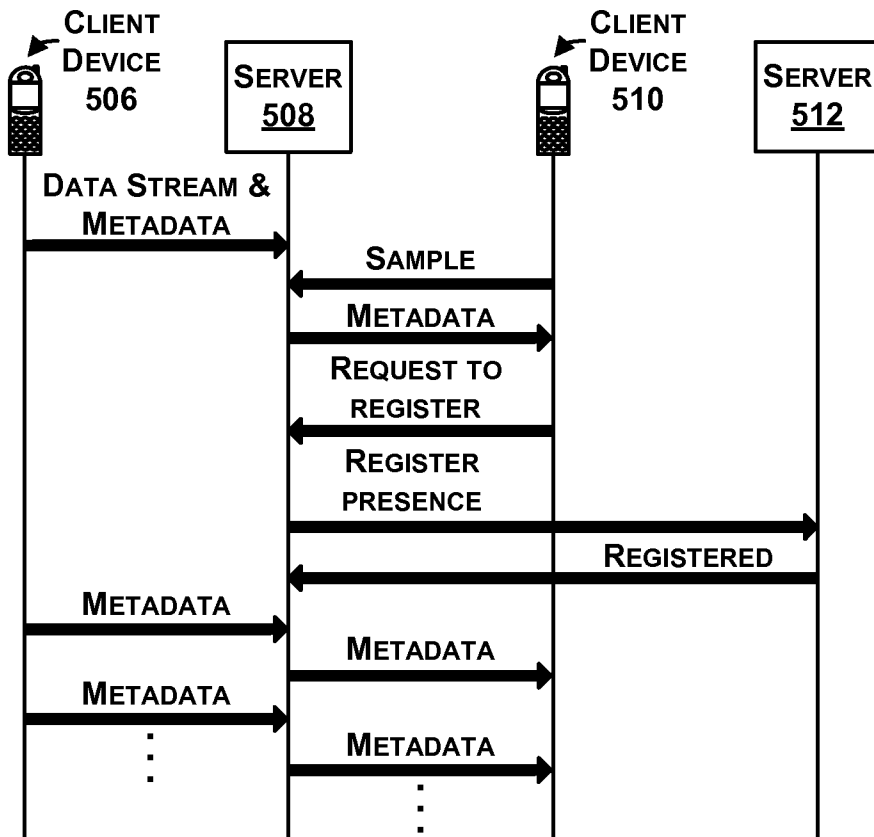 CLIENT
DEVICE
506
SERVER
508
CLIENT
DEVICE
510
SERVER
512
DATA STREAM &
METADATA
SAMPLE
METADATA
REQUEST TO
REGISTER
REGISTER
PRESENCE
REGISTERED
METADATA
METADATA
METADATA
METADATA